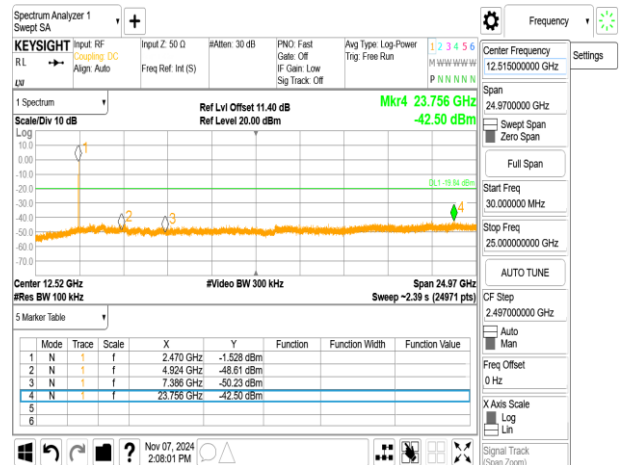 Spectrum Analyzer 1
Swept SA
Frequency
KEYSIGHT
Input: RF
Input Z: 50 Ω
#Atten: 30 dB
PNO: Fast
Avg Type: Log-Power
1 2 3 4 5 6
RL
Coupling: DC
Gate: Off
Trig: Free Run
M W W W W W
Align: Auto
Freq Ref: Int (S)
IF Gain: Low
Sig Track: Off
P N N N N N
LXI
1 Spectrum
Ref Lvl Offset 11.40 dB
Mkr4 23.756 GHz
Scale/Div 10 dB
Ref Level 20.00 dBm
-42.50 dBm
Log
10.0
0.00
-10.0
-20.0
-30.0
-40.0
-50.0
-60.0
-70.0
1
2
3
4
DL1 -19.84 dBm
Center 12.52 GHz
#Video BW 300 kHz
Span 24.97 GHz
#Res BW 100 kHz
Sweep ~2.39 s (24971 pts)
5 Marker Table
Mode Trace Scale X Y Function Function Width Function Value
1 N 1 f 2.470 GHz -1.528 dBm
2 N 1 f 4.924 GHz -48.61 dBm
3 N 1 f 7.386 GHz -50.23 dBm
4 N 1 f 23.756 GHz -42.50 dBm
5
6
Nov 07, 2024
2:08:01 PM
Center Frequency
12.515000000 GHz
Settings
Span
24.9700000 GHz
Swept Span
Zero Span
Full Span
Start Freq
30.000000 MHz
Stop Freq
25.000000000 GHz
AUTO TUNE
CF Step
2.497000000 GHz
Auto
Man
Freq Offset
0 Hz
X Axis Scale
Log
Lin
Signal Track
(Span Zoom)